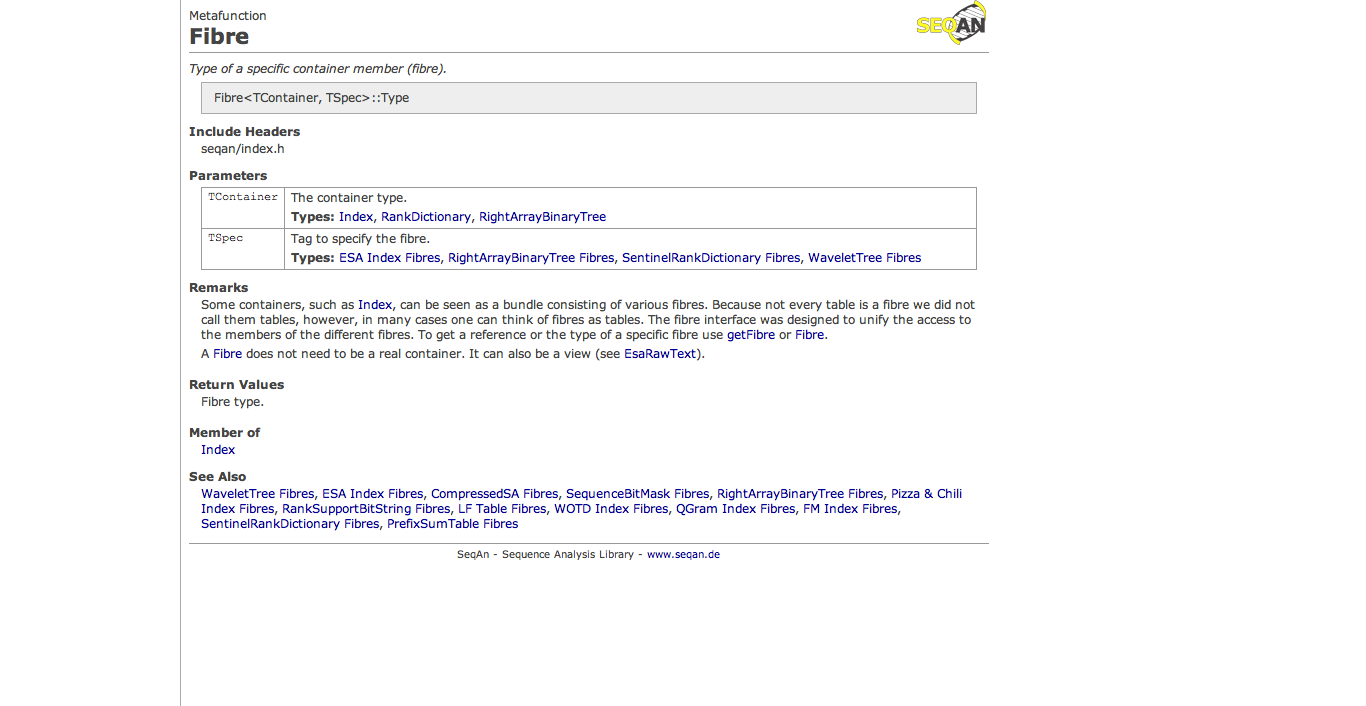 Metafunction
SEQAN
Fibre
Type of a specific container member (fibre).
Fibre<TContainer, TSpec>::Type
Include Headers
seqan/index.h
Parameters
TContainer The container type.
Types: Index, RankDictionary, RightArrayBinaryTree
TSpec Tag to specify the fibre.
Types: ESA Index Fibres, RightArrayBinaryTree Fibres, SentinelRankDictionary Fibres, WaveletTree Fibres
Remarks
Some containers, such as Index, can be seen as a bundle consisting of various fibres. Because not every table is a fibre we did not
call them tables, however, in many cases one can think of fibres as tables. The fibre interface was designed to unify the access to
the members of the different fibres. To get a reference or the type of a specific fibre use getFibre or Fibre.
A Fibre does not need to be a real container. It can also be a view (see EsaRawText).
Return Values
Fibre type.
Member of
Index
See Also
WaveletTree Fibres, ESA Index Fibres, CompressedSA Fibres, SequenceBitMask Fibres, RightArrayBinaryTree Fibres, Pizza & Chili
Index Fibres, RankSupportBitString Fibres, LF Table Fibres, WOTD Index Fibres, QGram Index Fibres, FM Index Fibres,
SentinelRankDictionary Fibres, PrefixSumTable Fibres
SeqAn - Sequence Analysis Library - www.seqan.de